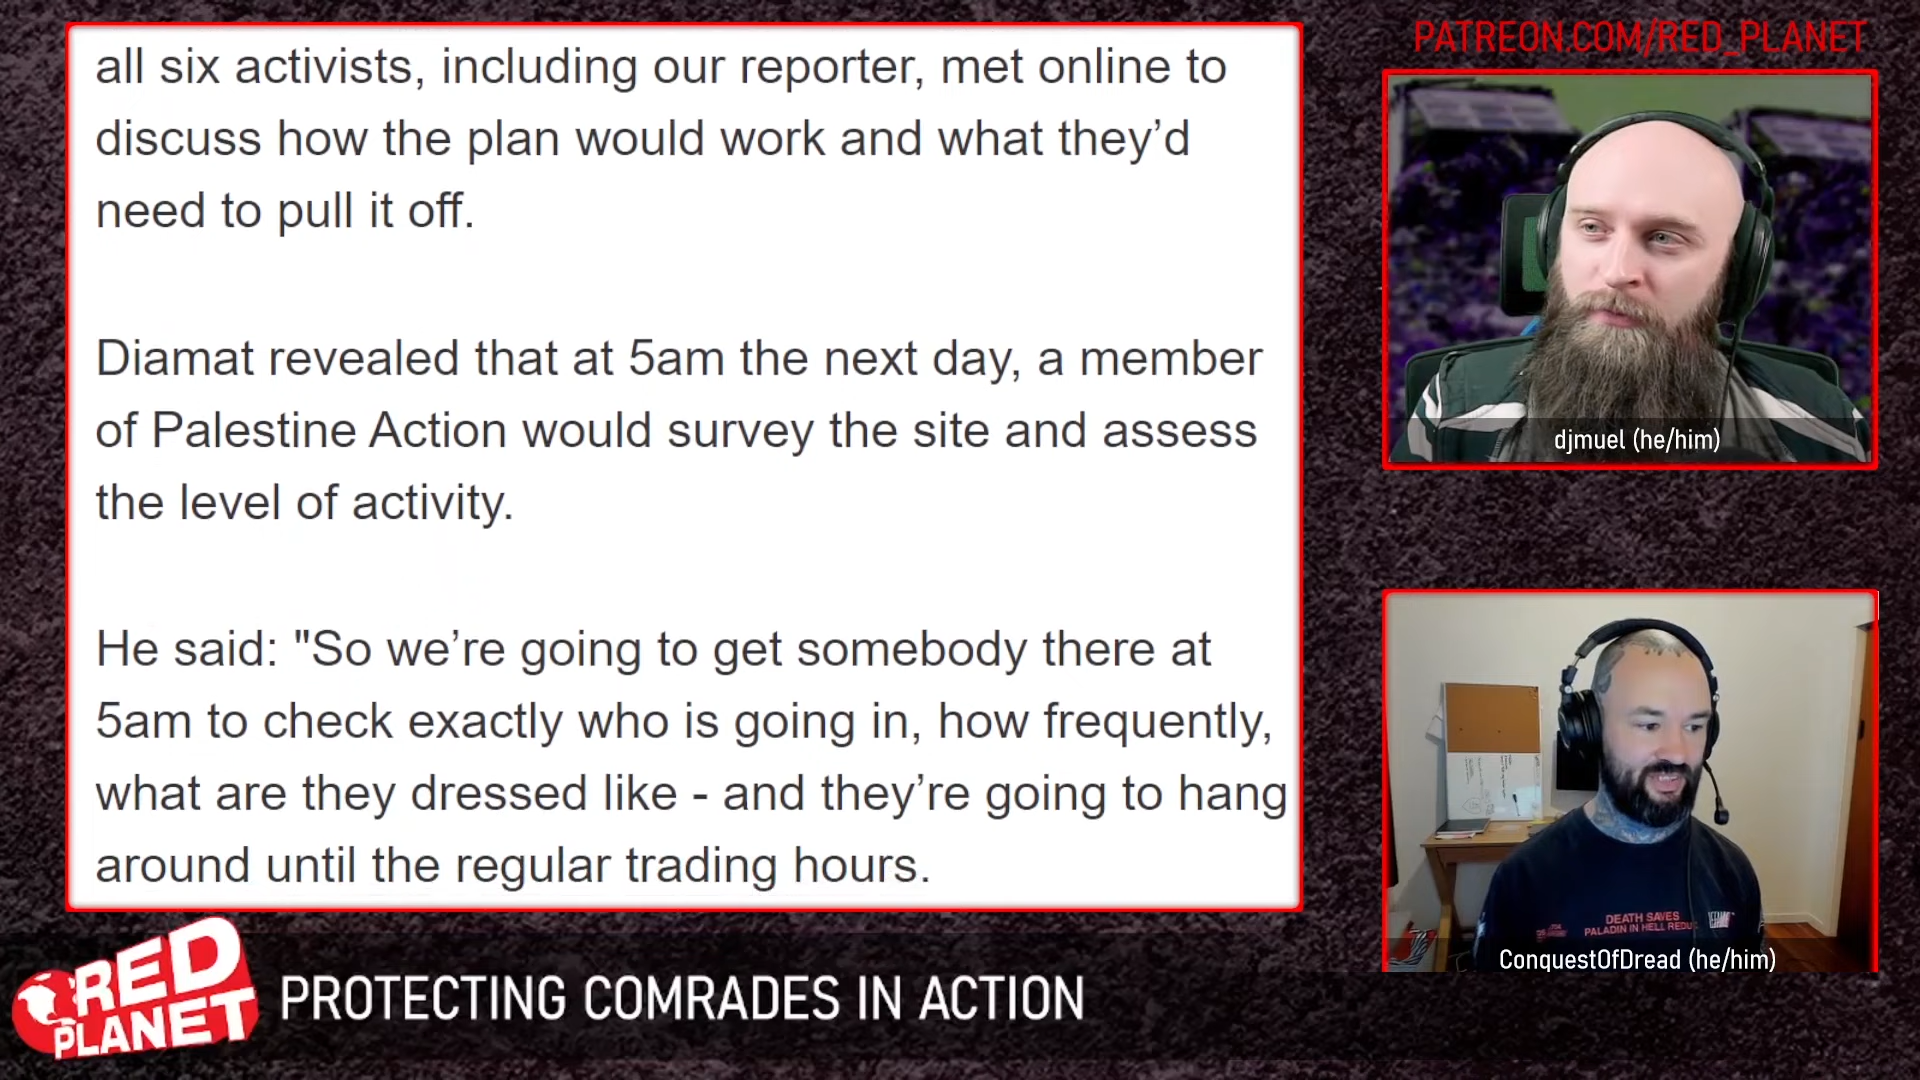 all six activists, including our reporter, met online to
discuss how the plan would work and what they’d
need to pull it off.
Diamat revealed that at 5am the next day, a member
of Palestine Action would survey the site and assess
the level of activity.
He said: "So we’re going to get somebody there at
5am to check exactly who is going in, how frequently,
what are they dressed like - and they’re going to hang
around until the regular trading hours.
PATREON.COM/RED_PLANET
djmuel (he/him)
DEATH SAVES
PALADIN IN HELL REDUX
ConquestOfDread (he/him)
RED
PLANET
PROTECTING COMRADES IN ACTION